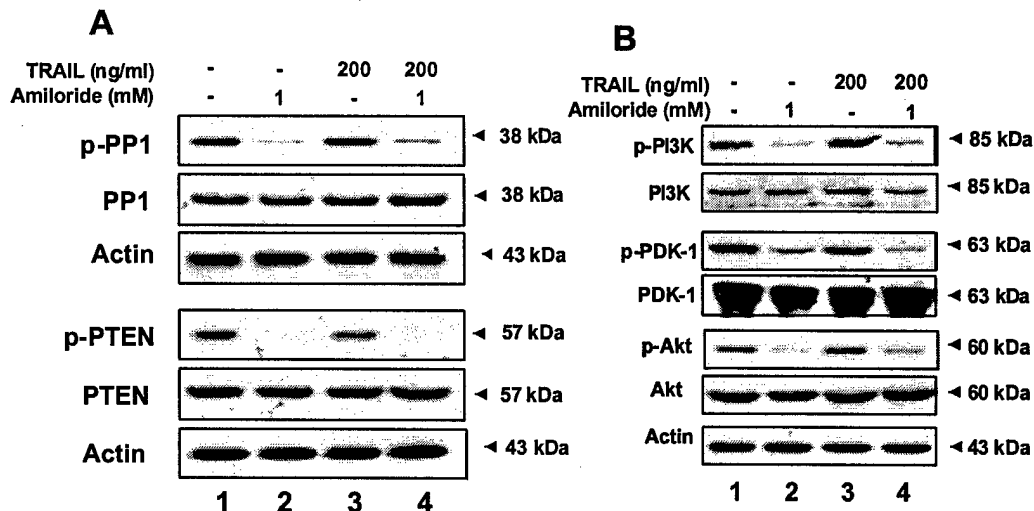 A
TRAIL (ng/ml) - - 200 200
Amiloride (mM) - 1 - 1
p-PP1 38 kDa
PP1 38 kDa
Actin 43 kDa
p-PTEN 57 kDa
PTEN 57 kDa
Actin 43 kDa
1 2 3 4
B
TRAIL (ng/ml) - - 200 200
Amiloride (mM) - 1 - 1
p-PI3K 85 kDa
PI3K 85 kDa
p-PDK-1 63 kDa
PDK-1 63 kDa
p-Akt 60 kDa
Akt 60 kDa
Actin 43 kDa
1 2 3 4